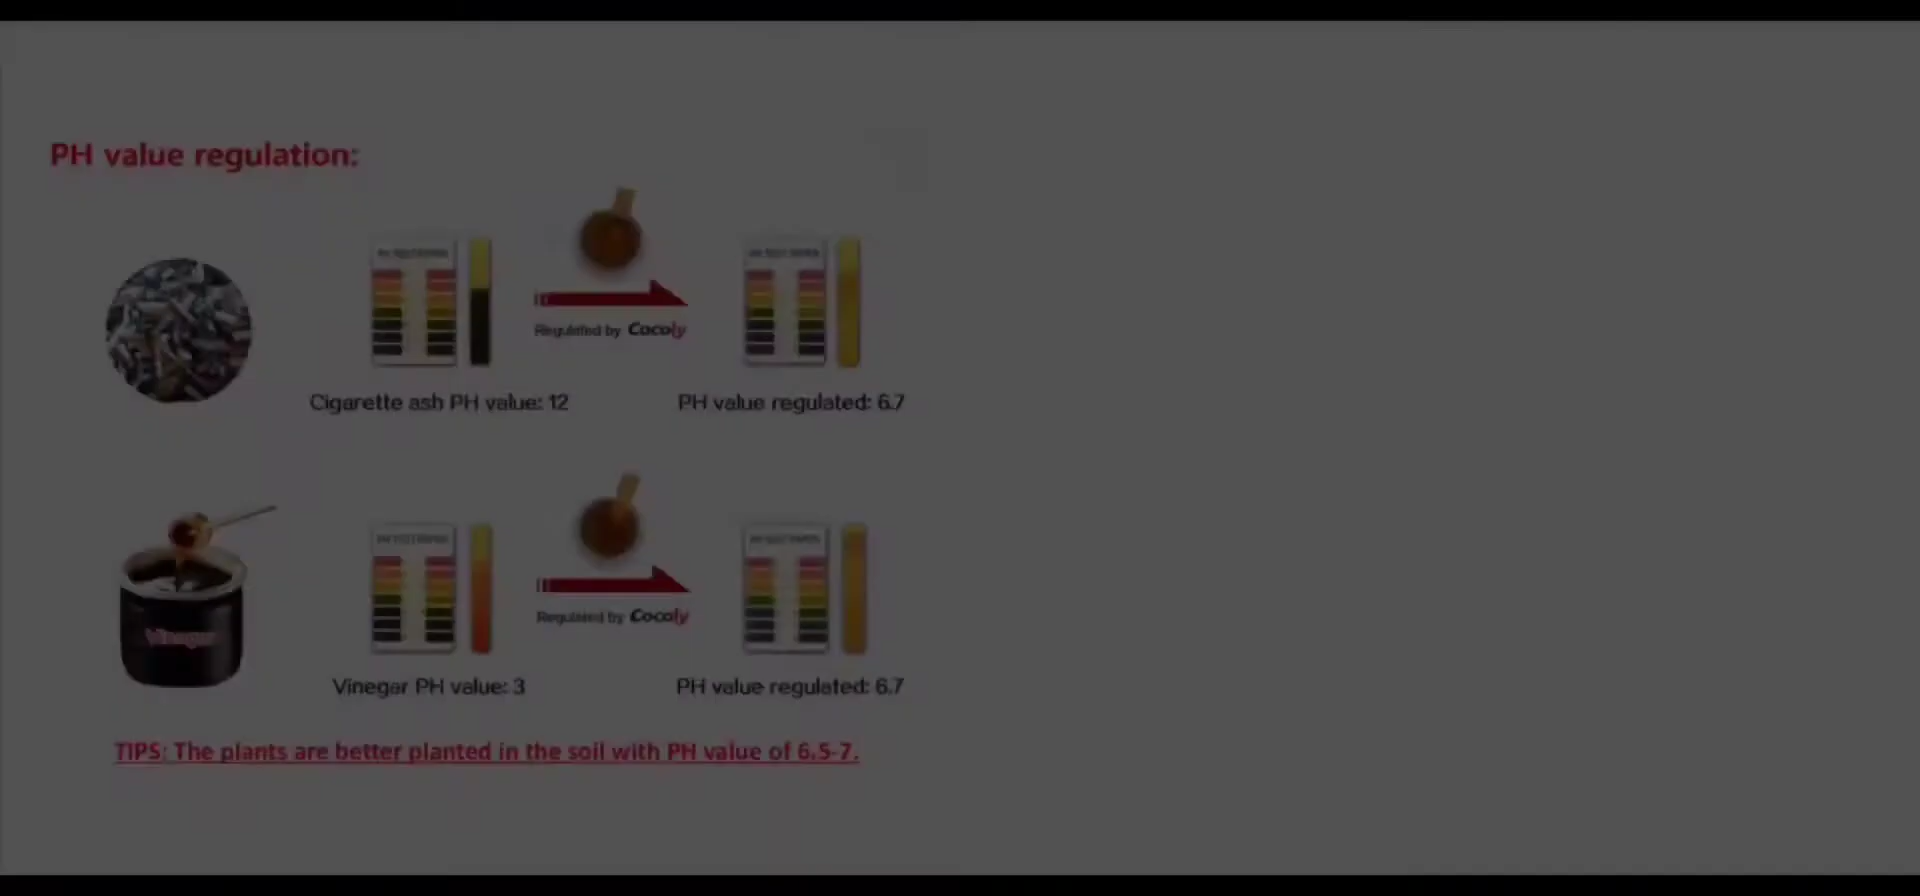 PH value regulation:
Regulated by Cocoly
Cigarette ash PH value: 12
PH value regulated: 6.7
Vinegar
Regulated by Cocoly
Vinegar PH value: 3
PH value regulated: 6.7
TIPS: The plants are better planted in the soil with PH value of 6.5-7.